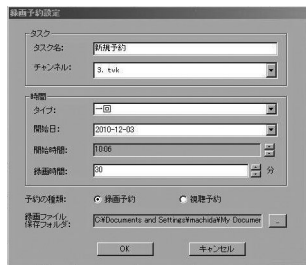 録画予約設定
タスク
タスク名: 新規予約
チャンネル: 3. tvk
時間
タイプ: 一回
開始日: 2010-12-03
開始時間: 10:06
録画時間: 30 分
予約の種類: 録画予約 視聴予約
録画ファイル
保存フォルダ: C:¥Documents and Settings¥machida¥My Documer ...
OK キャンセル